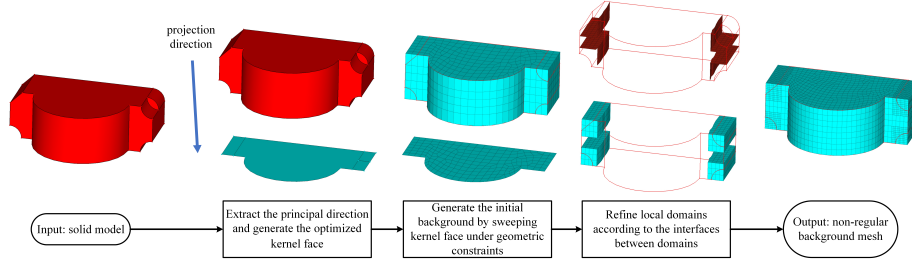 projection
direction
Input: solid model
Extract the principal direction
and generate the optimized
kernel face
Generate the initial
background by sweeping
kernel face under geometric
constraints
Refine local domains
according to the interfaces
between domains
Output: non-regular
background mesh